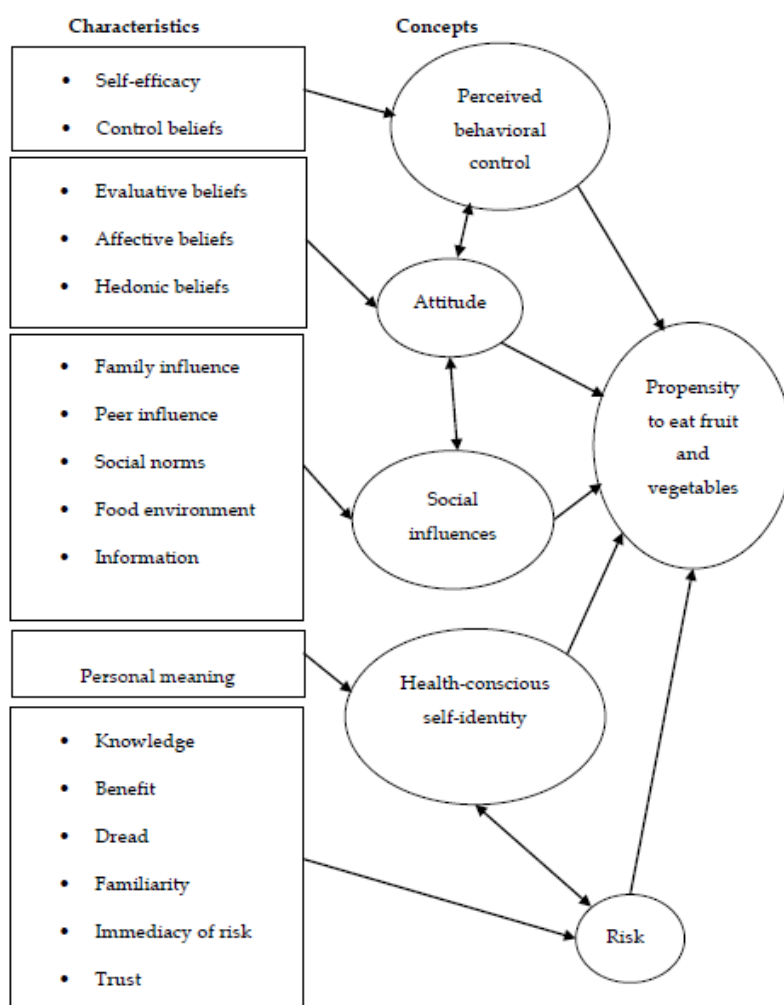 Characteristics
Concepts
• Self-efficacy
• Control beliefs
Perceived
behavioral
control
• Evaluative beliefs
• Affective beliefs
• Hedonic beliefs
Attitude
• Family influence
• Peer influence
• Social norms
• Food environment
• Information
Social
influences
Propensity
to eat fruit
and
vegetables
Personal meaning
Health-conscious
self-identity
• Knowledge
• Benefit
• Dread
• Familiarity
• Immediacy of risk
• Trust
Risk